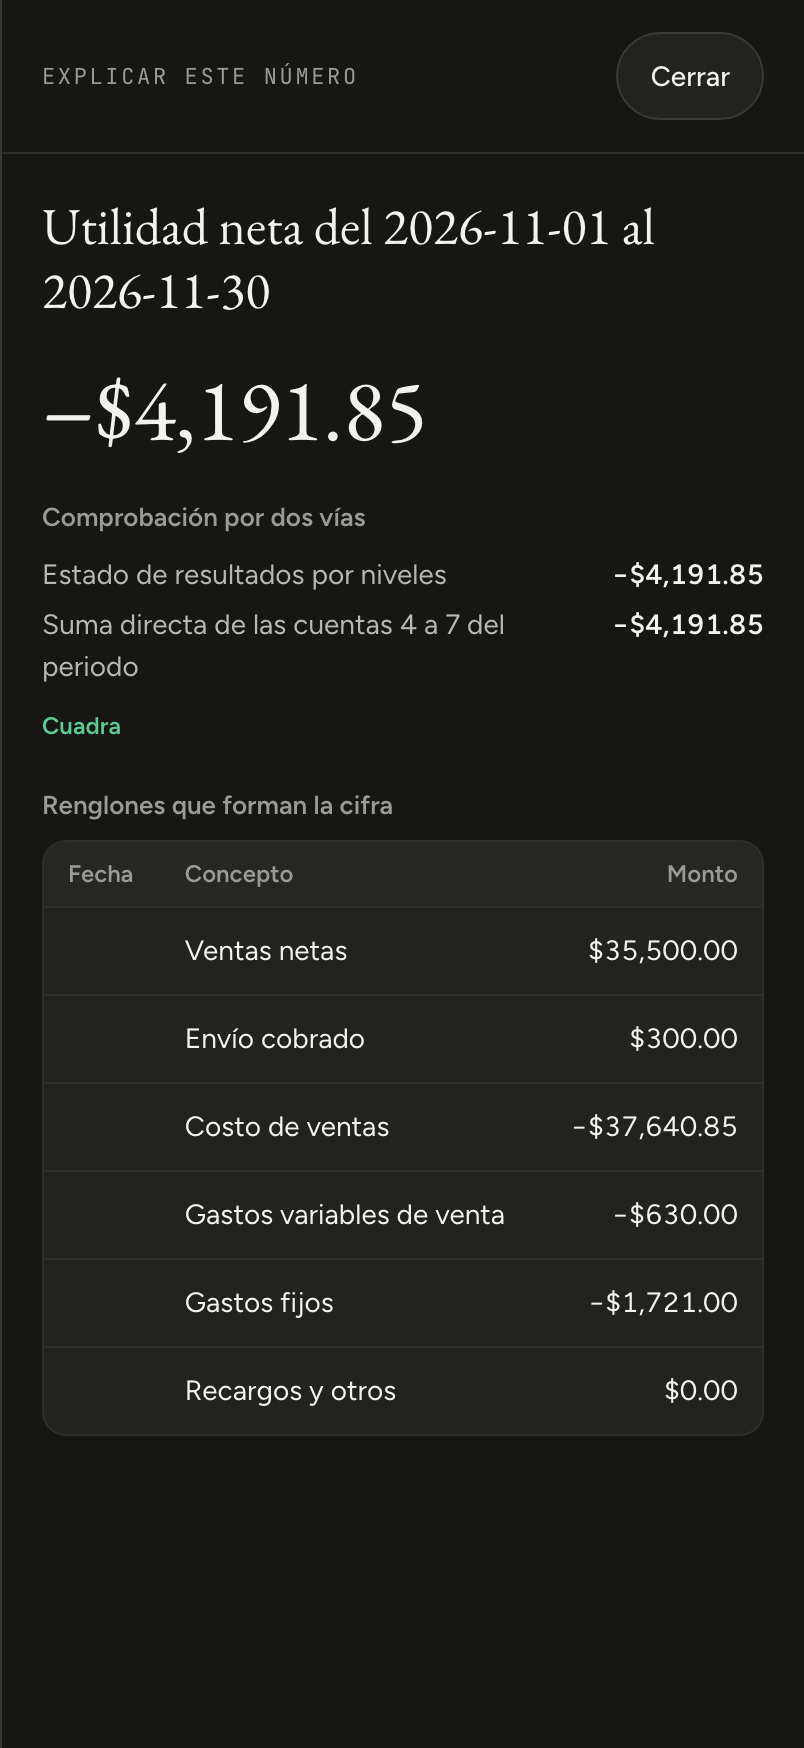 EXPLICAR ESTE NÚMERO
Cerrar
Utilidad neta del 2026-11-01 al
2026-11-30
−$4,191.85
Comprobación por dos vías
Estado de resultados por niveles −$4,191.85
Suma directa de las cuentas 4 a 7 del −$4,191.85
periodo
Cuadra
Renglones que forman la cifra
Fecha Concepto Monto
Ventas netas $35,500.00
Envío cobrado $300.00
Costo de ventas −$37,640.85
Gastos variables de venta −$630.00
Gastos fijos −$1,721.00
Recargos y otros $0.00